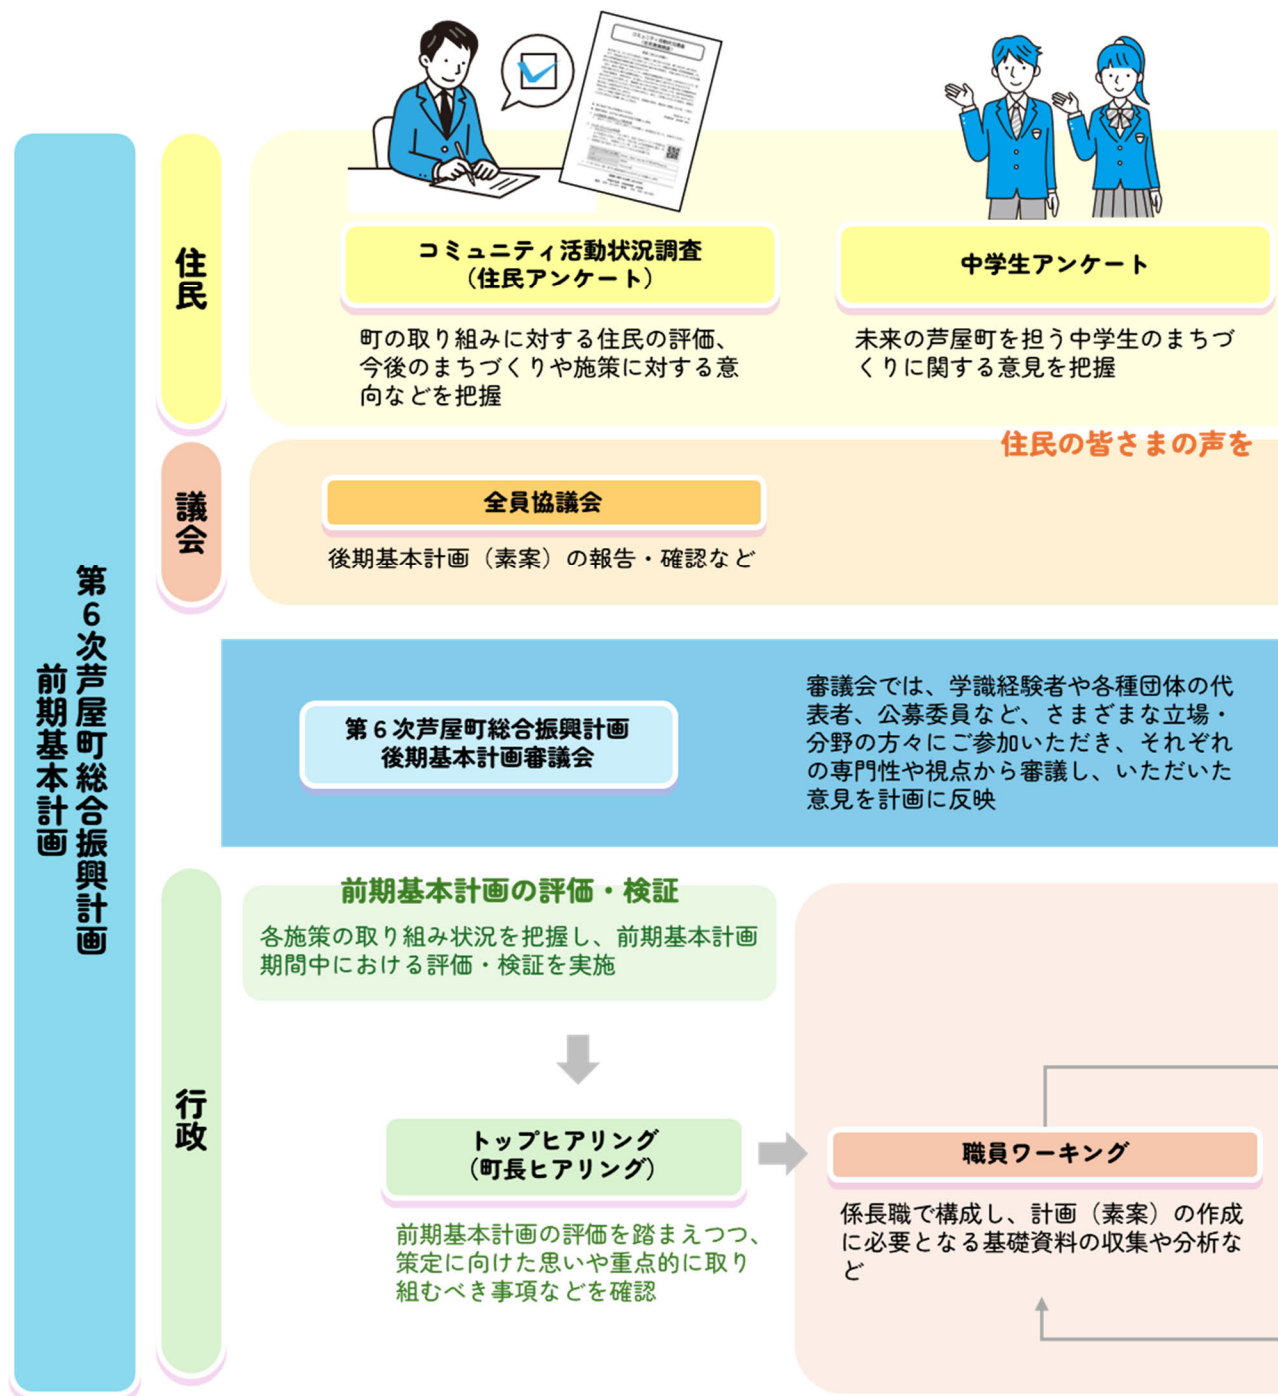 第6次芦屋町総合振興計画
前期基本計画
住民
コミュニティ活動状況調査
（住民アンケート）
町の取り組みに対する住民の評価、
今後のまちづくりや施策に対する意
向などを把握
中学生アンケート
未来の芦屋町を担う中学生のまちづ
くりに関する意見を把握
住民の皆さまの声を
議会
全員協議会
後期基本計画（素案）の報告・確認など
第6次芦屋町総合振興計画
後期基本計画審議会
審議会では、学識経験者や各種団体の代
表者、公募委員など、さまざまな立場・
分野の方々にご参加いただき、それぞれ
の専門性や視点から審議し、いただいた
意見を計画に反映
行政
前期基本計画の評価・検証
各施策の取り組み状況を把握し、前期基本計画
期間中における評価・検証を実施
トップヒアリング
（町長ヒアリング）
前期基本計画の評価を踏まえつつ、
策定に向けた思いや重点的に取り
組むべき事項などを確認
職員ワーキング
係長職で構成し、計画（素案）の作成
に必要となる基礎資料の収集や分析な
ど